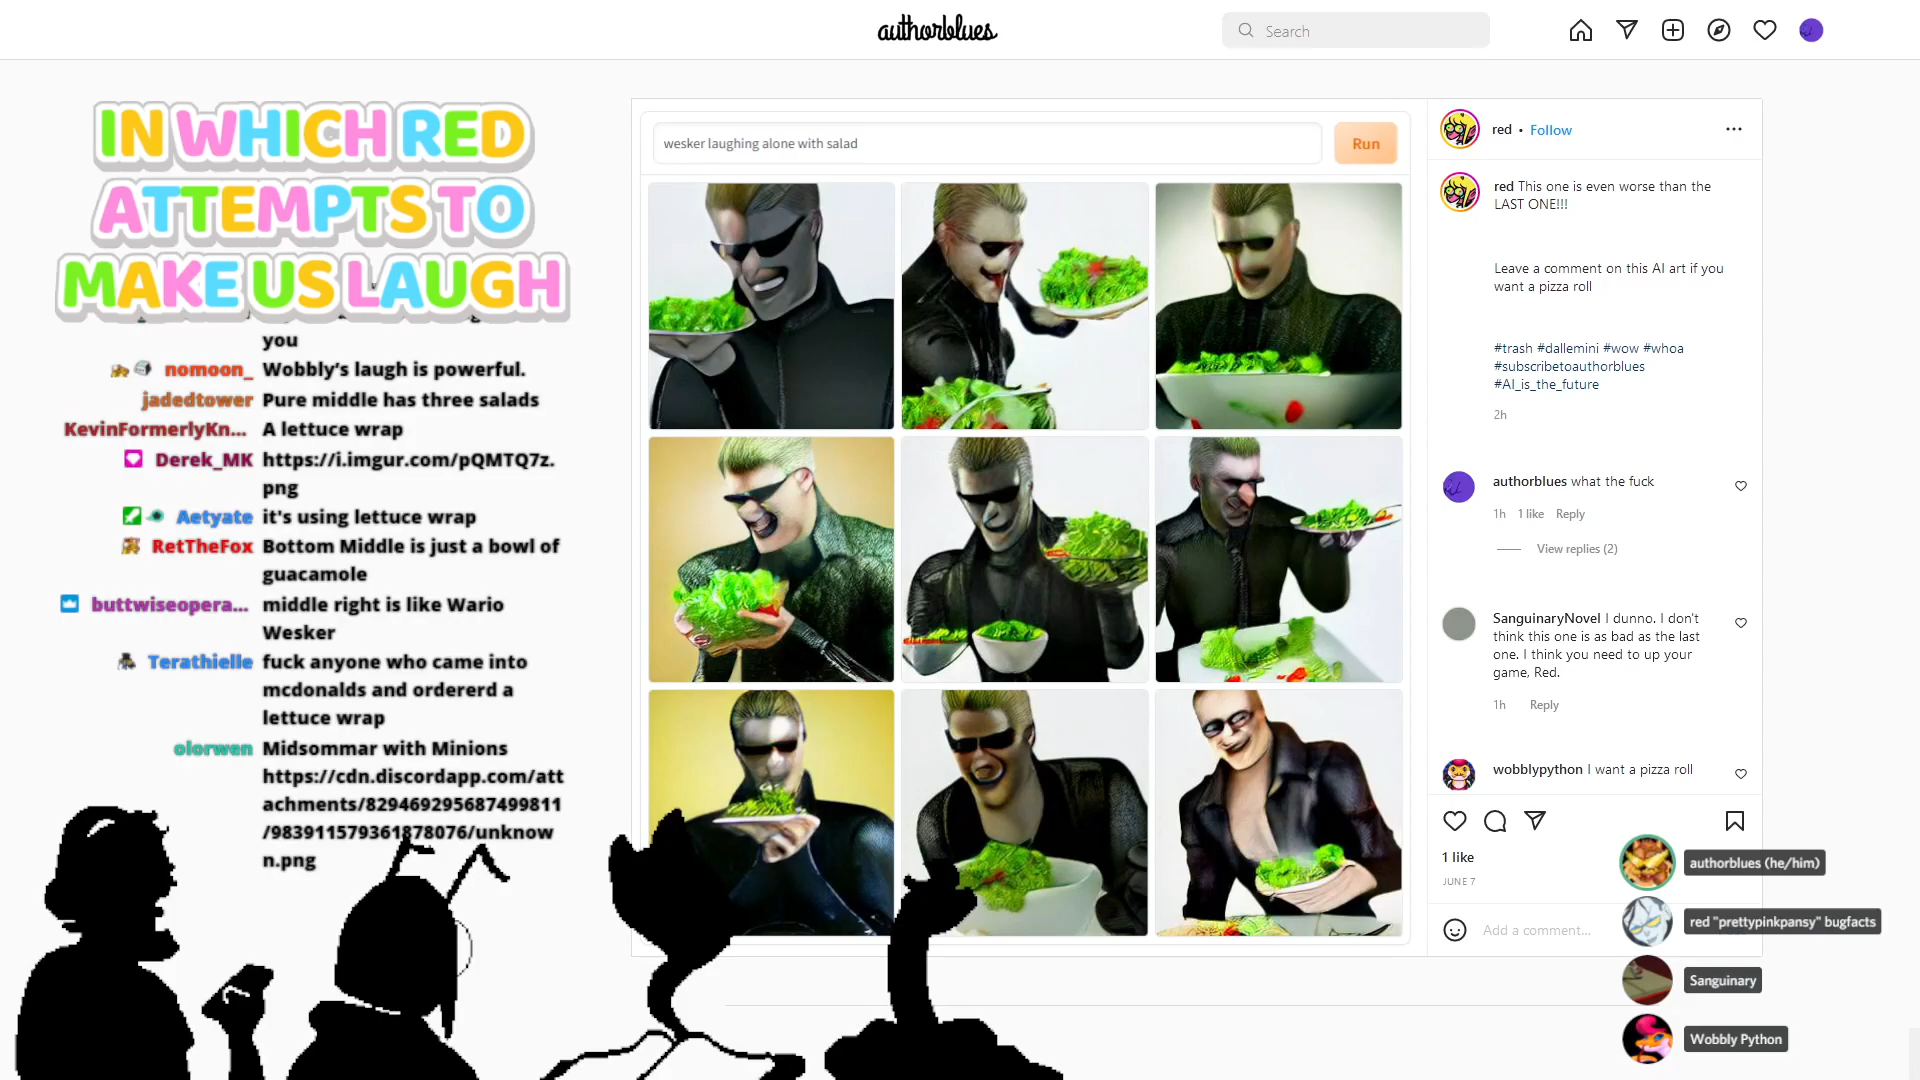 authorblues
Search
IN WHICH RED
ATTEMPTS TO
MAKE US LAUGH
you
nomoon_ Wobbly's laugh is powerful.
jadedtower Pure middle has three salads
KevinFormerlyKn... A lettuce wrap
Derek_MK https://i.imgur.com/pQMTQ7z.
png
Aetyate it's using lettuce wrap
RetTheFox Bottom Middle is just a bowl of
guacamole
buttwiseopera... middle right is like Wario
Wesker
Terathielle fuck anyone who came into
mcdonalds and ordererd a
lettuce wrap
olorwen Midsommar with Minions
https://cdn.discordapp.com/att
achments/829469295687499811
/983911579361878076/unknow
n.png
wesker laughing alone with salad
Run
red • Follow
red This one is even worse than the
LAST ONE!!!
Leave a comment on this AI art if you
want a pizza roll
#trash #dallemini #wow #whoa
#subscribetoauthorblues
#AI_is_the_future
2h
authorblues what the fuck
1h 1 like Reply
View replies (2)
SanguinaryNovel I dunno. I don't
think this one is as bad as the last
one. I think you need to up your
game, Red.
1h Reply
wobblypython I want a pizza roll
1 like
JUNE 7
Add a comment...
authorblues (he/him)
red "prettypinkpansy" bugfacts
Sanguinary
Wobbly Python